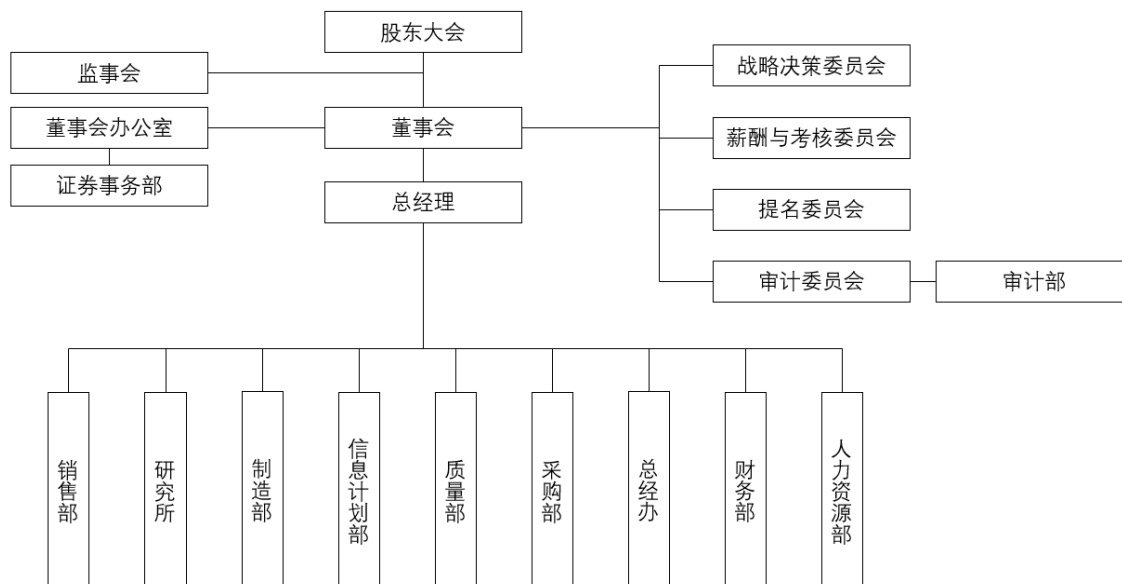 股东大会
监事会
战略决策委员会
董事会办公室
董事会
薪酬与考核委员会
证券事务部
总经理
提名委员会
审计委员会
审计部
销售部
研究所
制造部
信息计划部
质量部
采购部
总经办
财务部
人力资源部